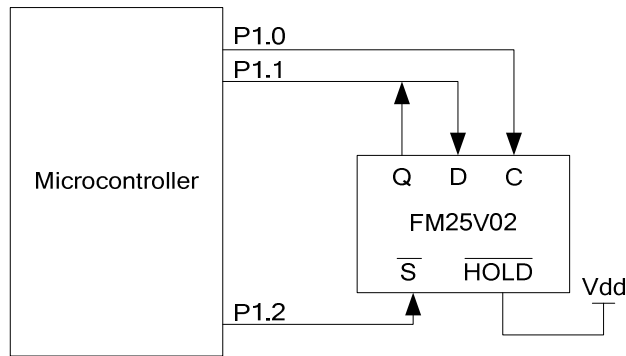 P1.0
P1.1
Microcontroller
Q D C
FM25V02
S HOLD
Vdd
P1.2